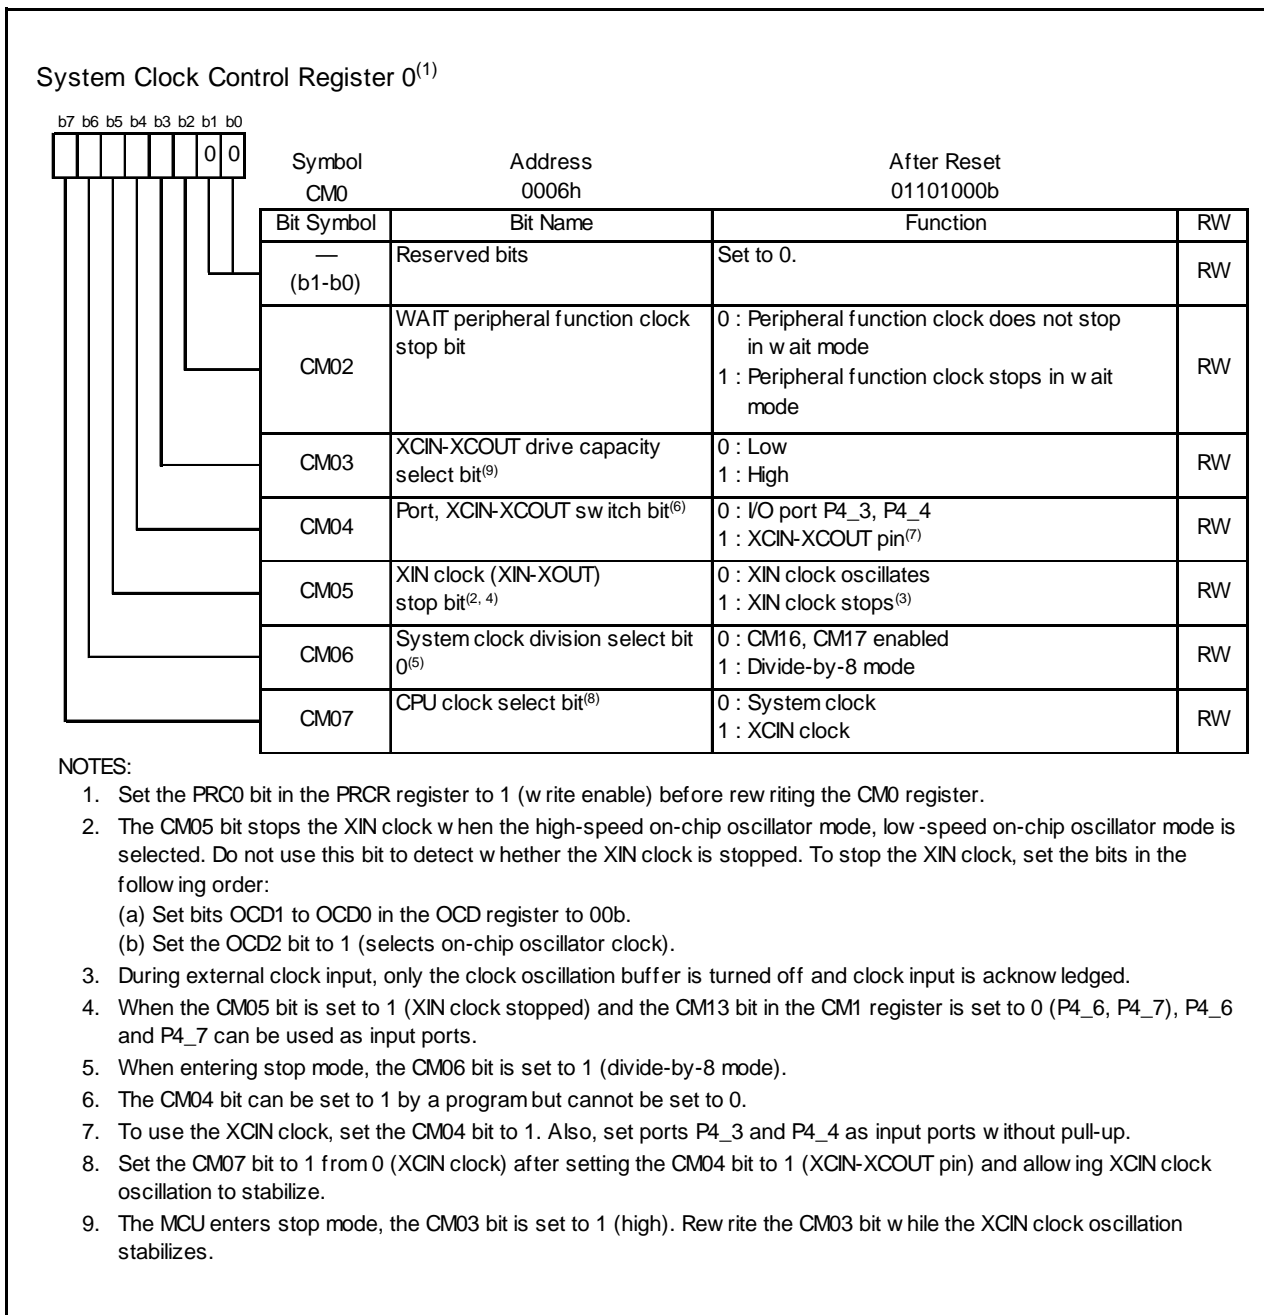 System Clock Control Register 0(1)
b7 b6 b5 b4 b3 b2 b1 b0
0 0
Symbol Address After Reset
CM0 0006h 01101000b
Bit Symbol Bit Name Function RW
— (b1-b0) Reserved bits Set to 0. RW
CM02 WAIT peripheral function clock stop bit
0 : Peripheral function clock does not stop
in wait mode
1 : Peripheral function clock stops in wait
mode
RW
CM03 XCIN-XCOUT drive capacity select bit(9)
0 : Low
1 : High
RW
CM04 Port, XCIN-XCOUT switch bit(6)
0 : I/O port P4_3, P4_4
1 : XCIN-XCOUT pin(7)
RW
CM05 XIN clock (XIN-XOUT) stop bit(2, 4)
0 : XIN clock oscillates
1 : XIN clock stops(3)
RW
CM06 System clock division select bit 0(5)
0 : CM16, CM17 enabled
1 : Divide-by-8 mode
RW
CM07 CPU clock select bit(8)
0 : System clock
1 : XCIN clock
RW
NOTES:
1. Set the PRC0 bit in the PRCR register to 1 (write enable) before rewriting the CM0 register.
2. The CM05 bit stops the XIN clock when the high-speed on-chip oscillator mode, low-speed on-chip oscillator mode is
selected. Do not use this bit to detect whether the XIN clock is stopped. To stop the XIN clock, set the bits in the
following order:
(a) Set bits OCD1 to OCD0 in the OCD register to 00b.
(b) Set the OCD2 bit to 1 (selects on-chip oscillator clock).
3. During external clock input, only the clock oscillation buffer is turned off and clock input is acknowledged.
4. When the CM05 bit is set to 1 (XIN clock stopped) and the CM13 bit in the CM1 register is set to 0 (P4_6, P4_7), P4_6
and P4_7 can be used as input ports.
5. When entering stop mode, the CM06 bit is set to 1 (divide-by-8 mode).
6. The CM04 bit can be set to 1 by a program but cannot be set to 0.
7. To use the XCIN clock, set the CM04 bit to 1. Also, set ports P4_3 and P4_4 as input ports without pull-up.
8. Set the CM07 bit to 1 from 0 (XCIN clock) after setting the CM04 bit to 1 (XCIN-XCOUT pin) and allowing XCIN clock
oscillation to stabilize.
9. The MCU enters stop mode, the CM03 bit is set to 1 (high). Rewrite the CM03 bit while the XCIN clock oscillation
stabilizes.